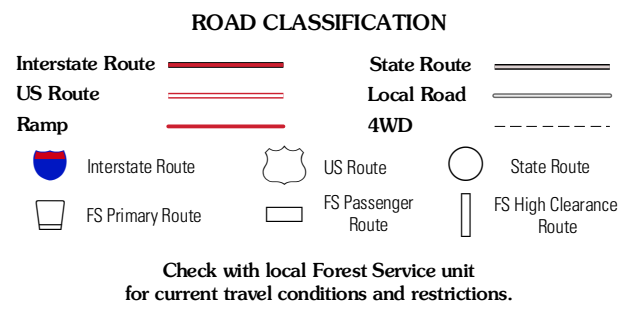 ROAD CLASSIFICATION
Interstate Route
State Route
US Route
Local Road
Ramp
4WD
Interstate Route
US Route
State Route
FS Primary Route
FS Passenger
Route
FS High Clearance
Route
Check with local Forest Service unit
for current travel conditions and restrictions.